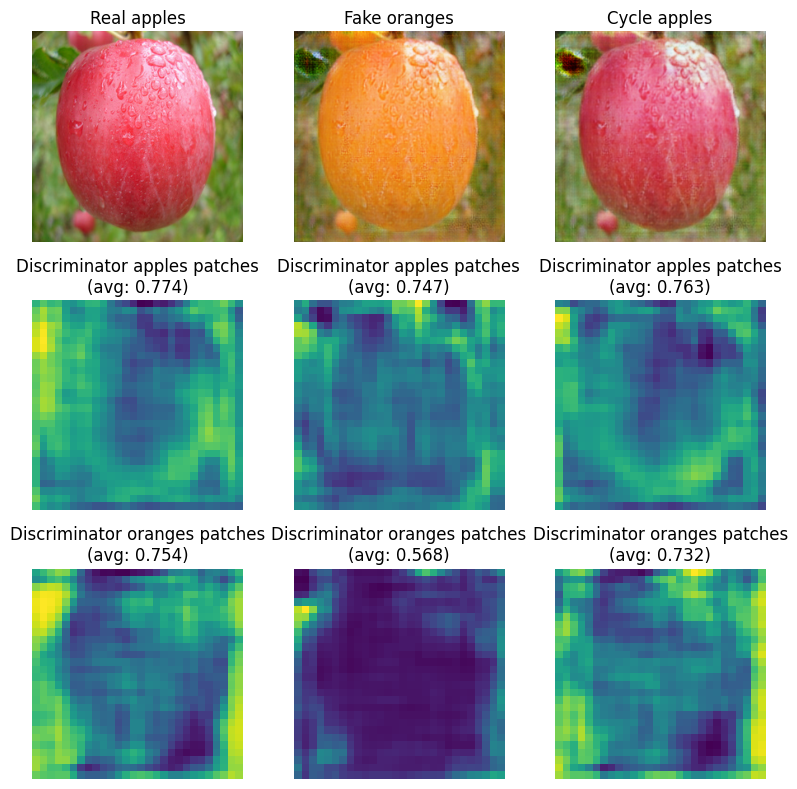 Real apples
Fake oranges
Cycle apples
Discriminator apples patches
(avg: 0.774)
Discriminator apples patches
(avg: 0.747)
Discriminator apples patches
(avg: 0.763)
Discriminator oranges patches
(avg: 0.754)
Discriminator oranges patches
(avg: 0.568)
Discriminator oranges patches
(avg: 0.732)